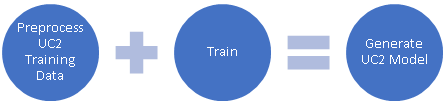 Preprocess
UC2
Training
Data
Train
Generate
UC2 Model